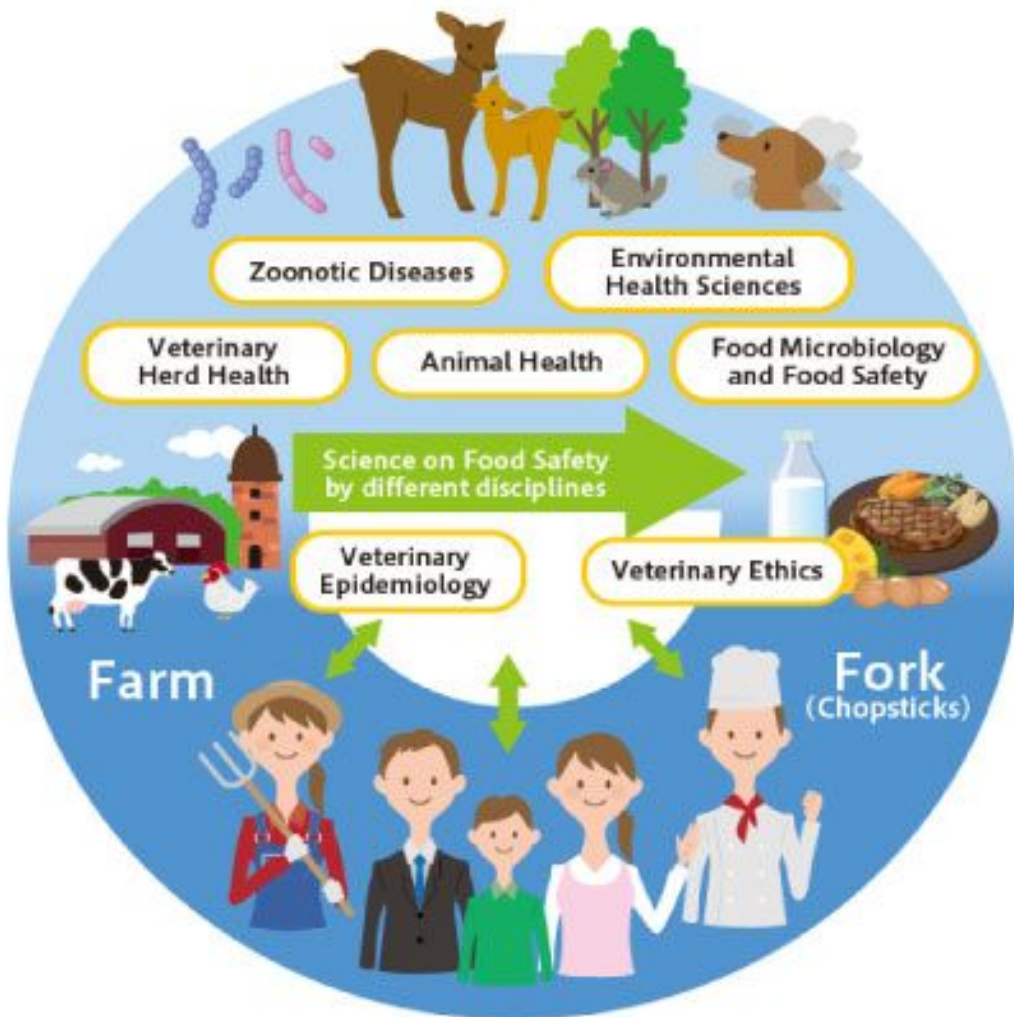 Zoonotic Diseases
Environmental
Health Sciences
Veterinary
Herd Health
Animal Health
Food Microbiology
and Food Safety
Science on Food Safety
by different disciplines
Veterinary
Epidemiology
Veterinary Ethics
Farm
Fork
(Chopsticks)